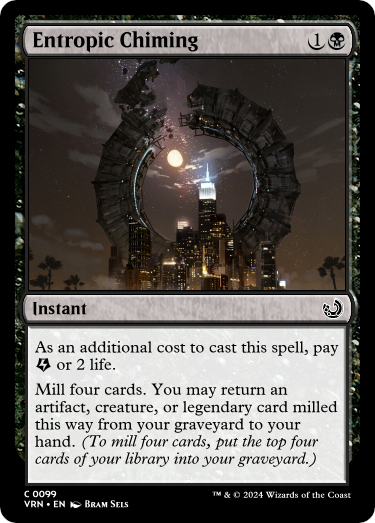 Entropic Chiming 1
Instant
As an additional cost to cast this spell, pay
or 2 life.
Mill four cards. You may return an
artifact, creature, or legendary card milled
this way from your graveyard to your
hand. (To mill four cards, put the top four
cards of your library into your graveyard.)
C 0099
VRN • EN BRAM SELS ™ & © 2024 Wizards of the Coast